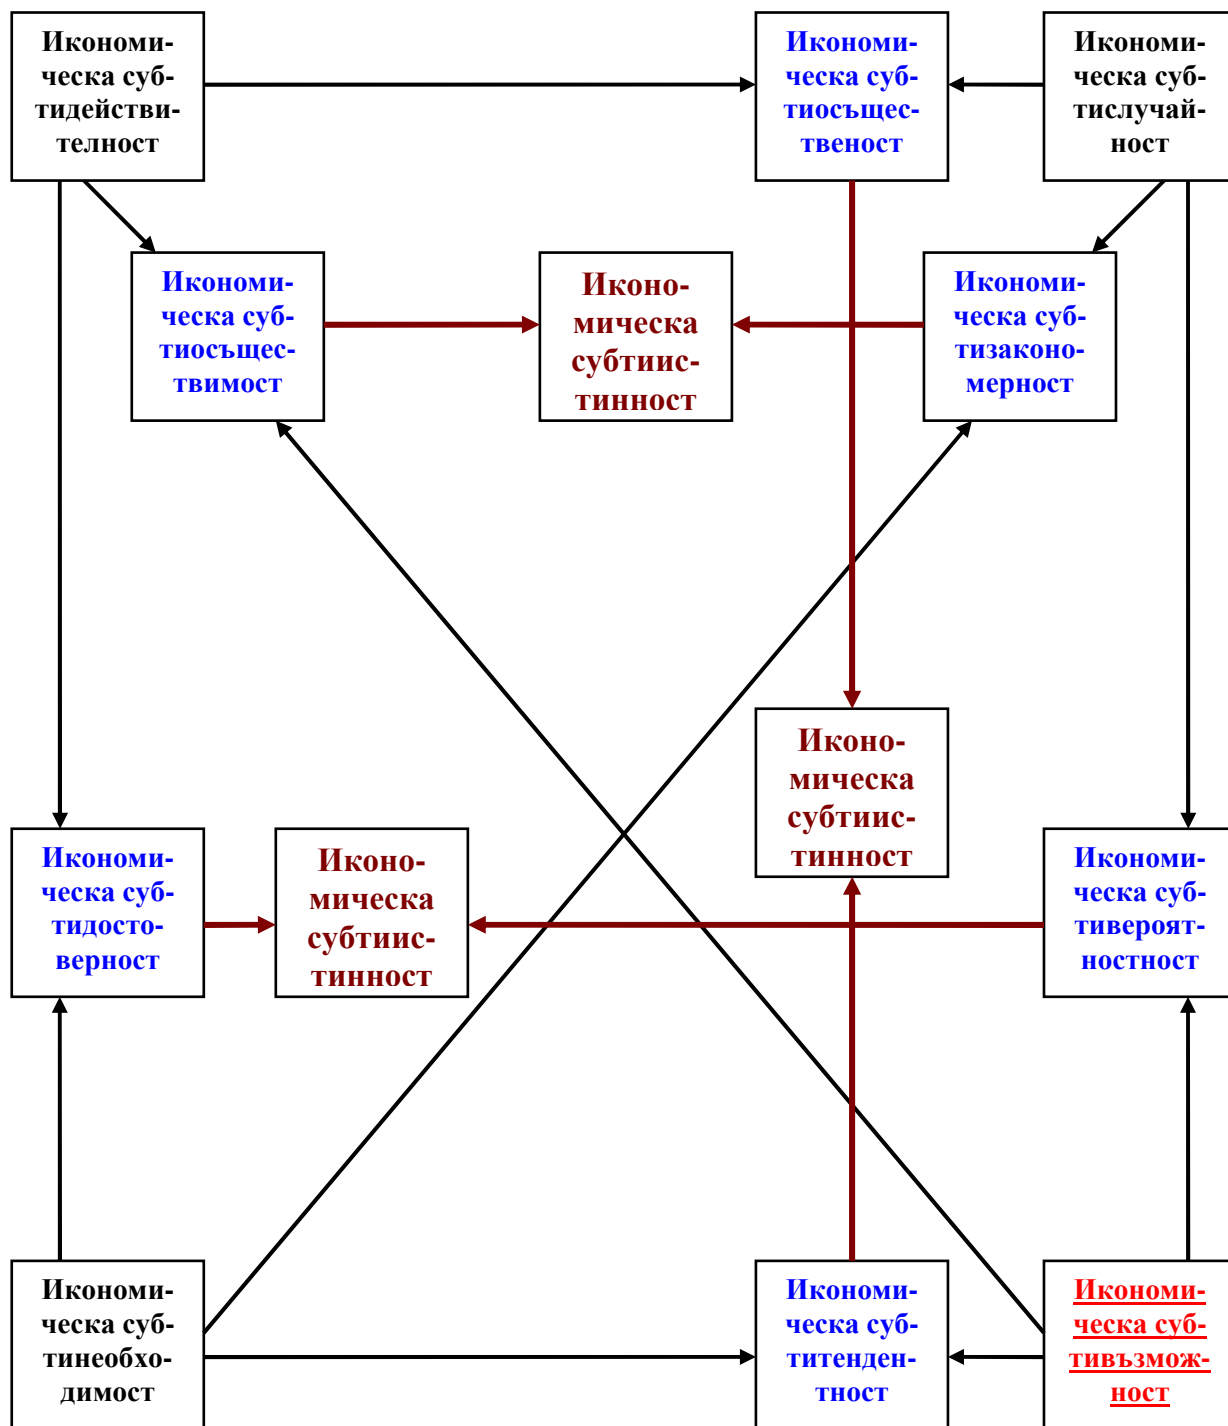 Икономи-
ческа суб-
тидействи-
телност
Икономи-
ческа суб-
тиосъщес-
твеност
Икономи-
ческа суб-
тислучай-
ност
Икономи-
ческа суб-
тиосъщес-
твимост
Иконо-
мическа
субтиис-
тинност
Икономи-
ческа суб-
тизаконо-
мерност
Иконо-
мическа
субтиис-
тинност
Икономи-
ческа суб-
тидосто-
верност
Иконо-
мическа
субтиис-
тинност
Икономи-
ческа суб-
тивероят-
ностност
Икономи-
ческа суб-
тинеобхо-
димост
Икономи-
ческа суб-
титенден-
тност
Икономи-
ческа суб-
тивъзмож-
ност